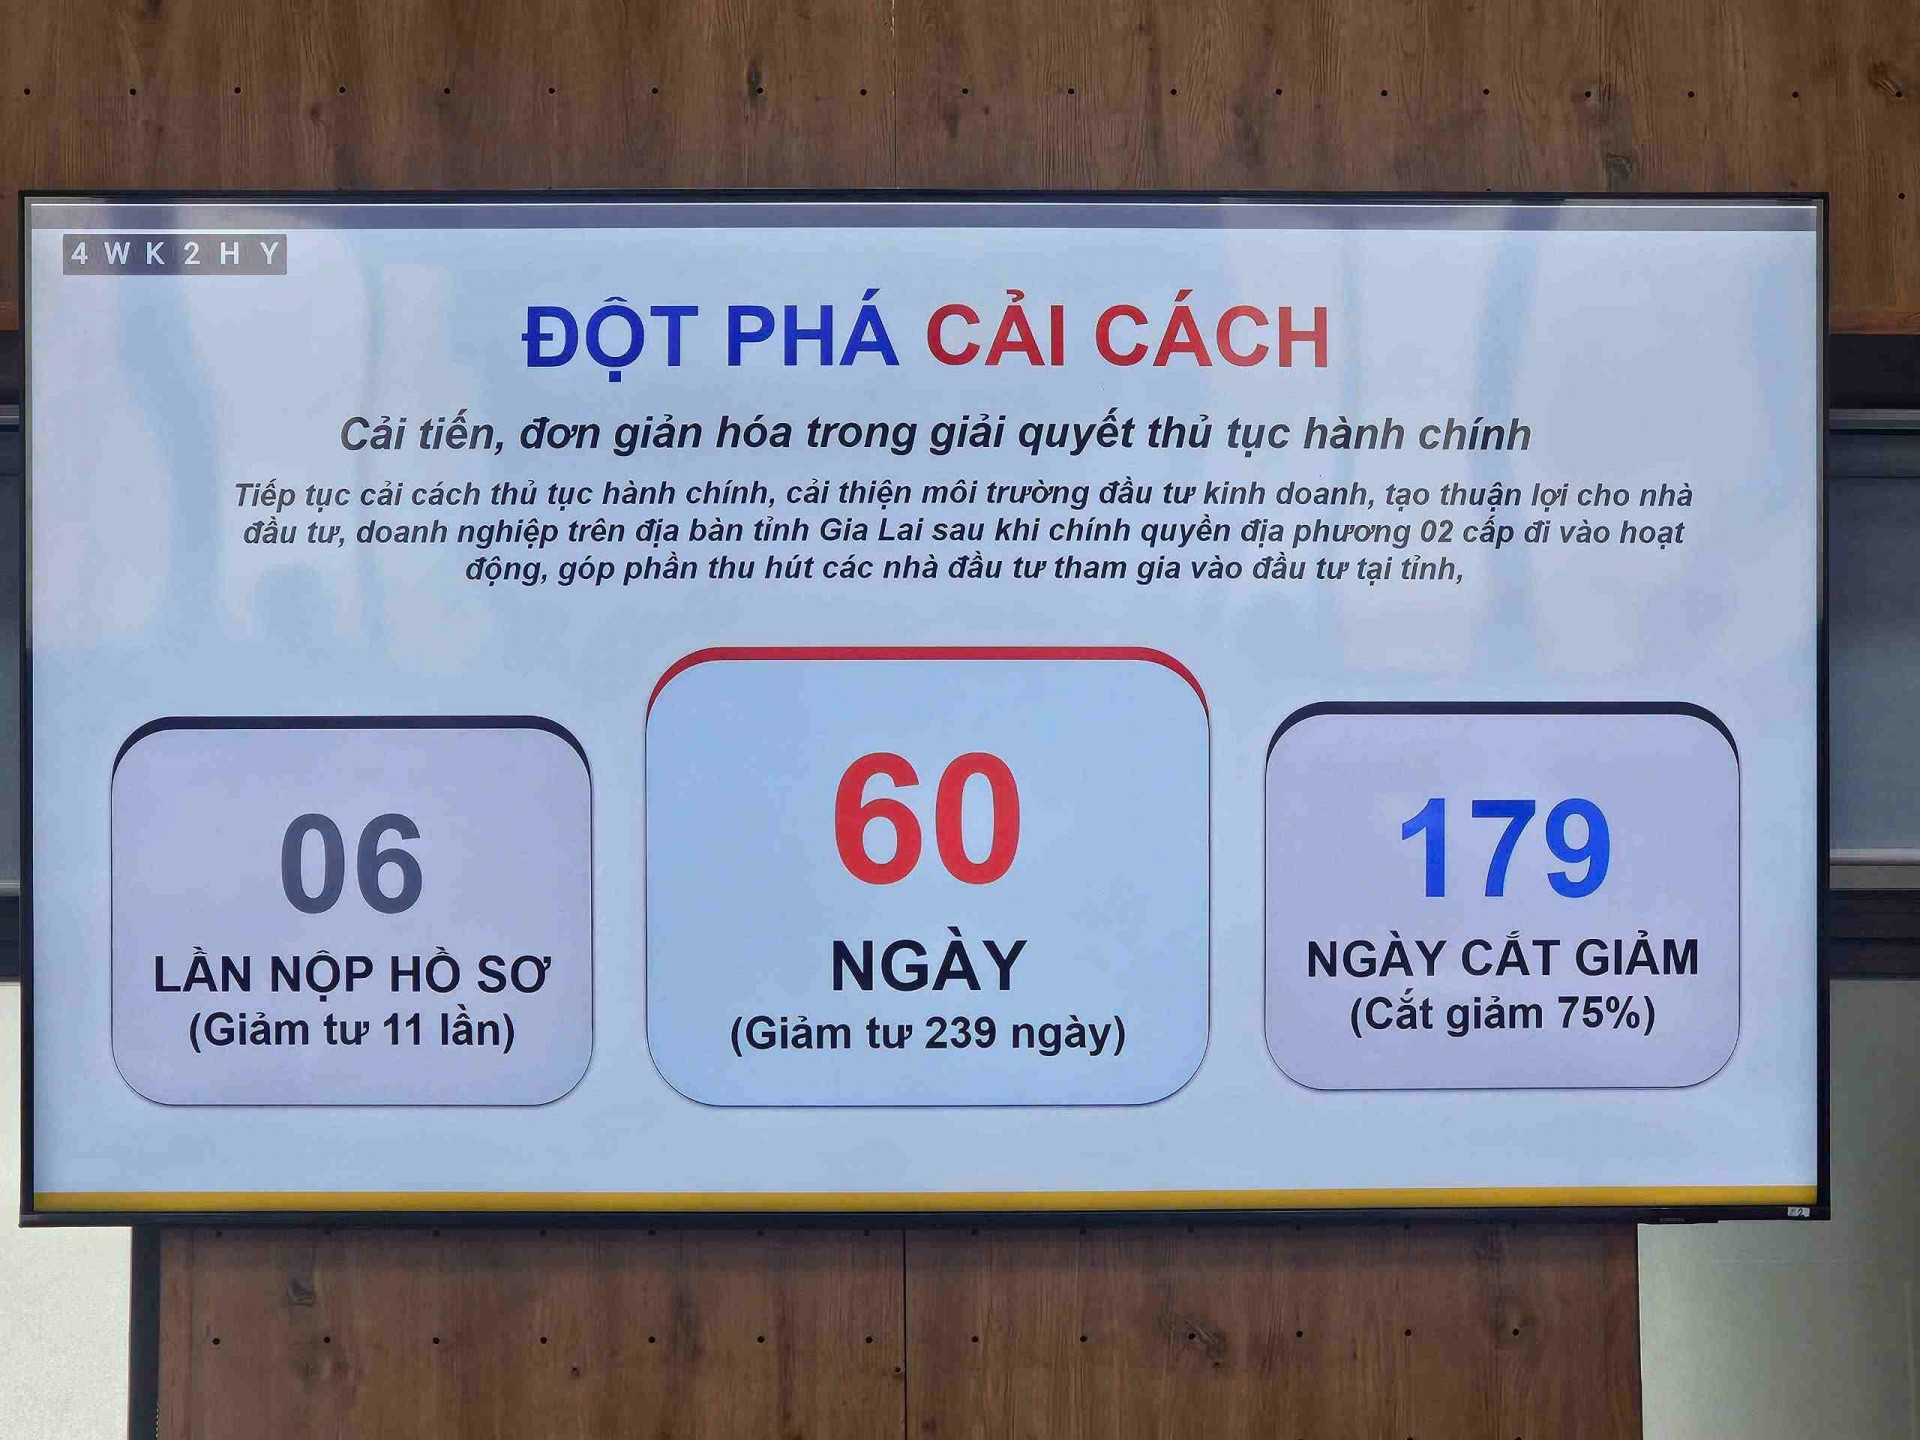 4WK2HY
ĐỘT PHÁ CẢI CÁCH
Cải tiến, đơn giản hóa trong giải quyết thủ tục hành chính
Tiếp tục cải cách thủ tục hành chính, cải thiện môi trường đầu tư kinh doanh, tạo thuận lợi cho nhà
đầu tư, doanh nghiệp trên địa bàn tỉnh Gia Lai sau khi chính quyền địa phương 02 cấp đi vào hoạt
động, góp phần thu hút các nhà đầu tư tham gia vào đầu tư tại tỉnh,
06
LẦN NỘP HỒ SƠ
(Giảm tư 11 lần)
60
NGÀY
(Giảm tư 239 ngày)
179
NGÀY CẮT GIẢM
(Cắt giảm 75%)